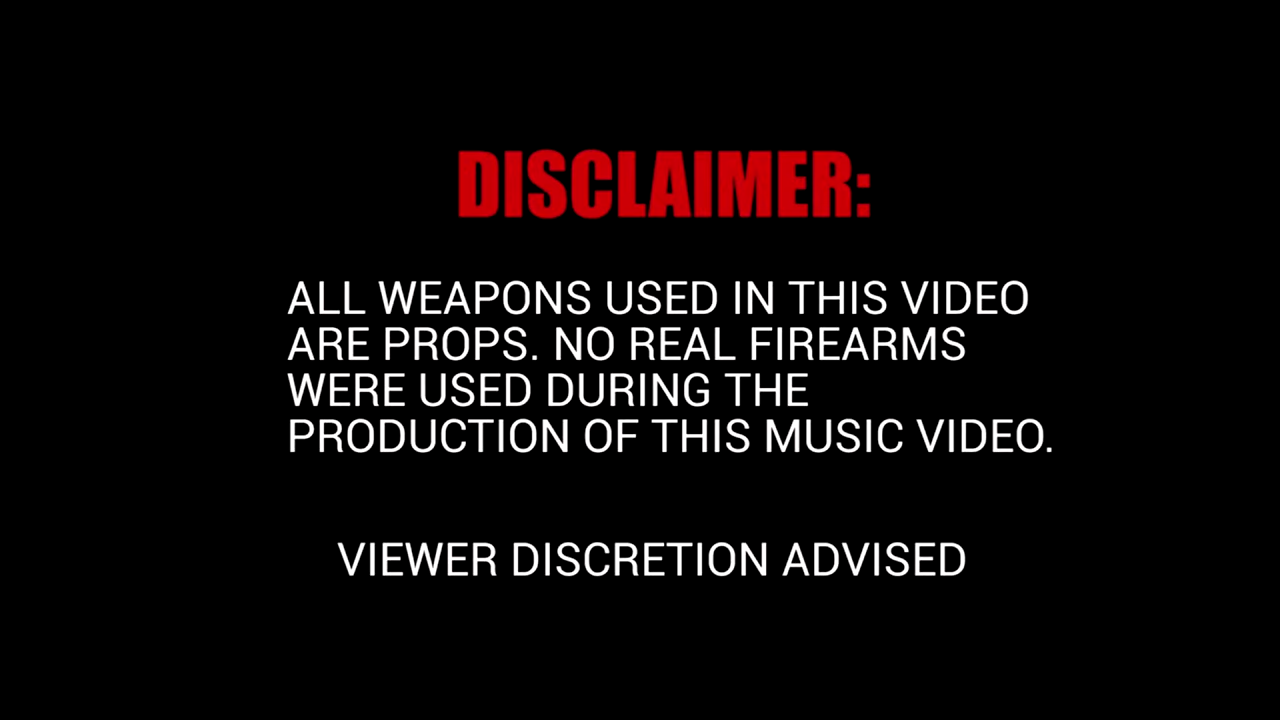 DISCLAIMER:
ALL WEAPONS USED IN THIS VIDEO
ARE PROPS. NO REAL FIREARMS
WERE USED DURING THE
PRODUCTION OF THIS MUSIC VIDEO.
VIEWER DISCRETION ADVISED